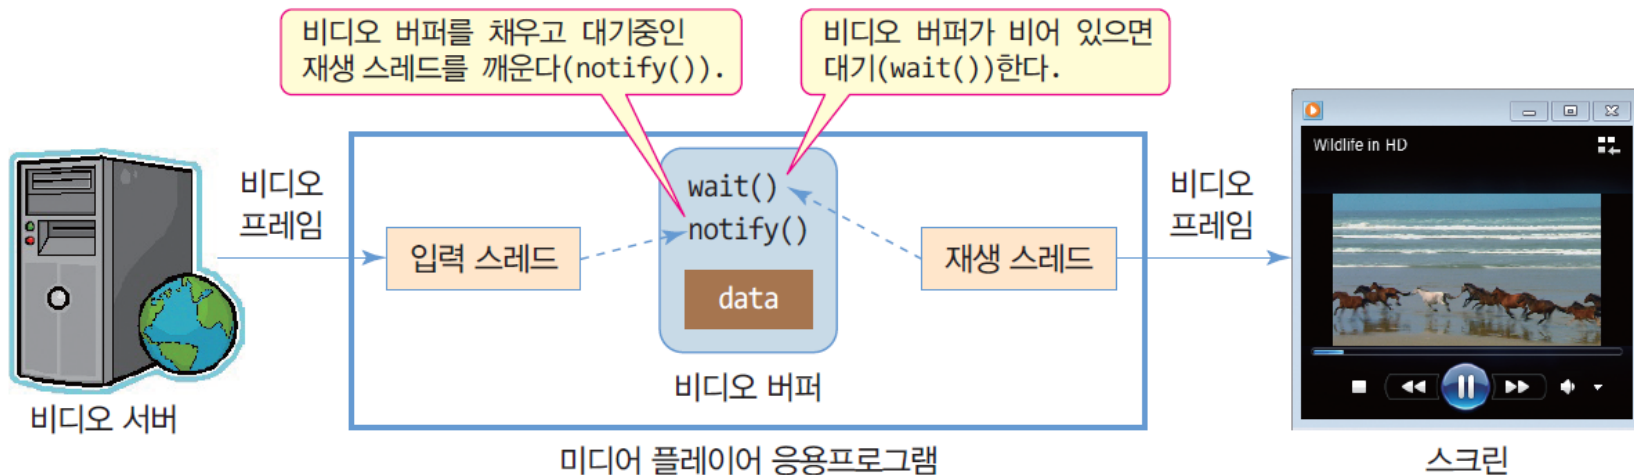 비디오 버퍼를 채우고 대기중인
재생 스레드를 깨운다(notify()).
비디오 버퍼가 비어 있으면
대기(wait())한다.
비디오
프레임
입력 스레드
wait()
notify()
data
비디오 버퍼
재생 스레드
비디오
프레임
Wildlife in HD
비디오 서버
미디어 플레이어 응용프로그램
스크린